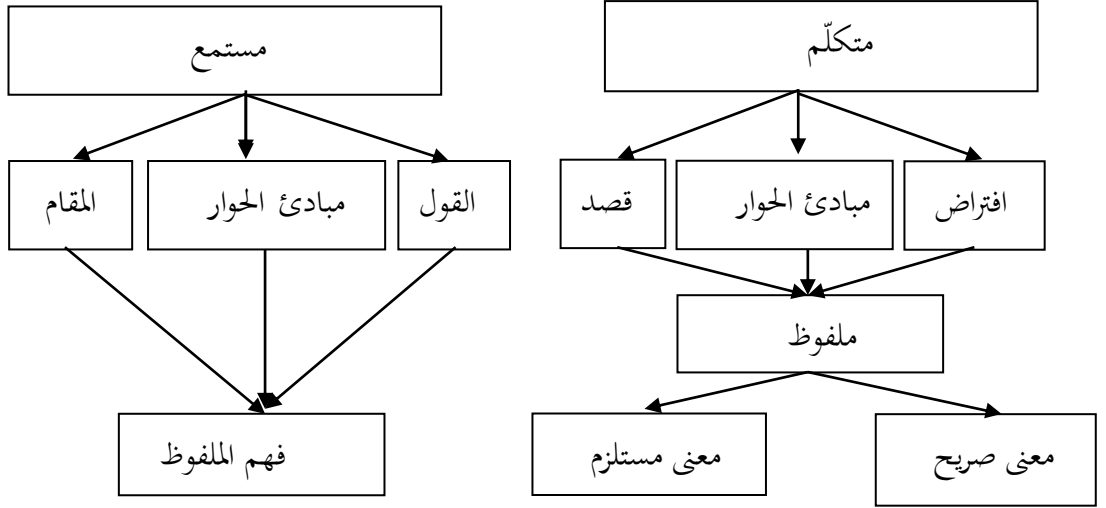 متكلّم
مستمع
افتراض
مبادئ الحوار
قصد
القول
مبادئ الحوار
المقام
ملفوظ
معنى صريح
معنى مستلزم
فهم الملفوظ